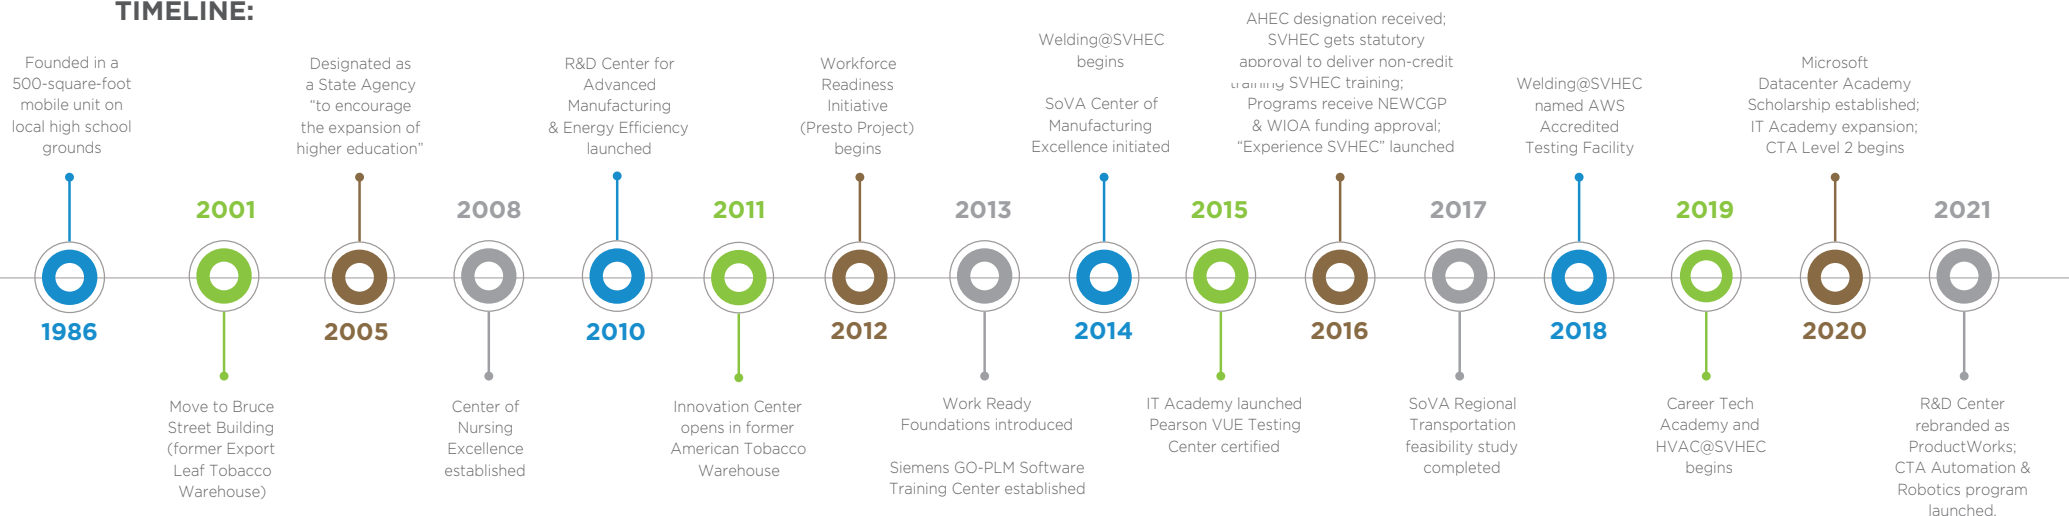 TIMELINE:
Founded in a
500-square-foot
mobile unit on
local high school
grounds
1986
2001
Move to Bruce
Street Building
(former Export
Leaf Tobacco
Warehouse)
Designated as
a State Agency
“to encourage
the expansion of
higher education”
2005
2008
Center of
Nursing
Excellence
established
R&D Center for
Advanced
Manufacturing
& Energy Efficiency
launched
2010
2011
Innovation Center
opens in former
American Tobacco
Warehouse
Workforce
Readiness
Initiative
(Presto Project)
begins
2012
2013
Work Ready
Foundations introduced
Siemens GO-PLM Software
Training Center established
Welding@SVHEC
begins
SoVA Center of
Manufacturing
Excellence initiated
2014
2015
IT Academy launched
Pearson VUE Testing
Center certified
AHEC designation received;
SVHEC gets statutory
approval to deliver non-credit
training SVHEC training;
Programs receive NEWCGP
& WIOA funding approval;
“Experience SVHEC” launched
2016
2017
SoVA Regional
Transportation
feasibility study
completed
Welding@SVHEC
named AWS
Accredited
Testing Facility
2018
2019
Career Tech
Academy and
HVAC@SVHEC
begins
Microsoft
Datacenter Academy
Scholarship established;
IT Academy expansion;
CTA Level 2 begins
2020
2021
R&D Center
rebranded as
ProductWorks;
CTA Automation &
Robotics program
launched.